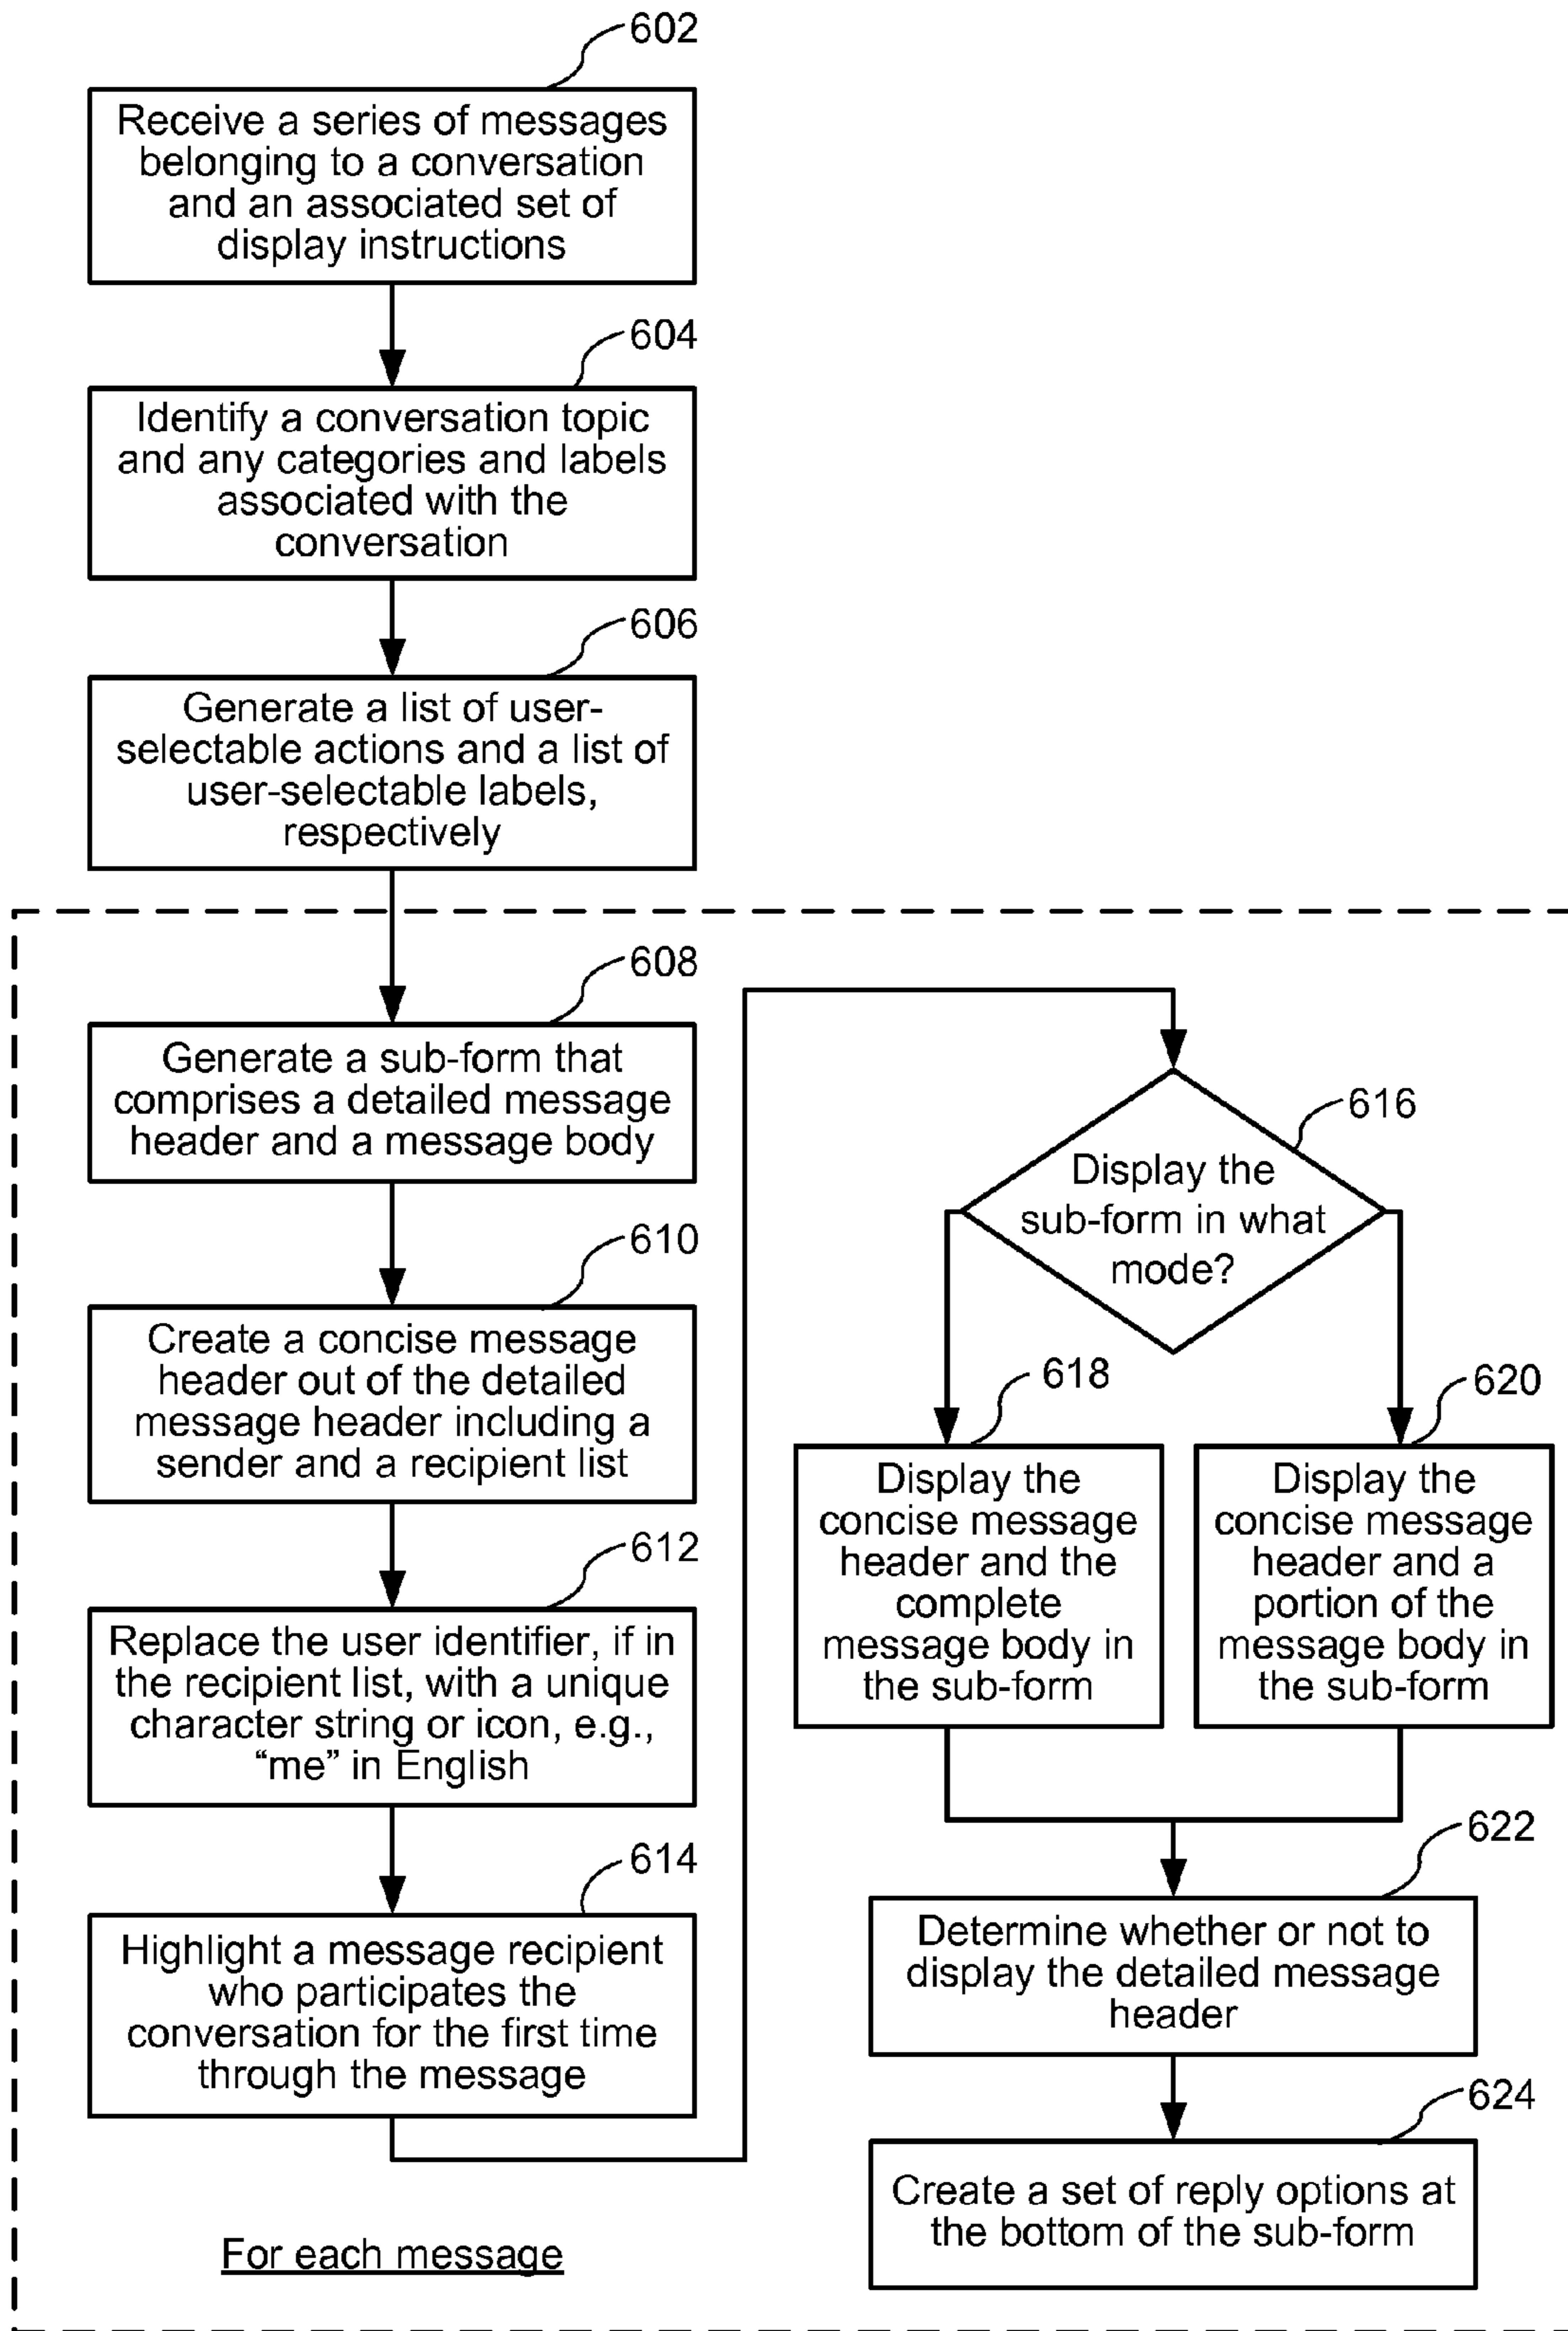 602
Receive a series of messages
belonging to a conversation
and an associated set of
display instructions
604
Identify a conversation topic
and any categories and labels
associated with the
conversation
606
Generate a list of user-
selectable actions and a list of
user-selectable labels,
respectively
608
Generate a sub-form that
comprises a detailed message
header and a message body
610
Create a concise message
header out of the detailed
message header including a
sender and a recipient list
612
Replace the user identifier, if in
the recipient list, with a unique
character string or icon, e.g.,
“me” in English
614
Highlight a message recipient
who participates the
conversation for the first time
through the message
For each message
616
Display the
sub-form in what
mode?
618
Display the
concise message
header and the
complete
message body in
the sub-form
620
Display the
concise message
header and a
portion of the
message body in
the sub-form
622
Determine whether or not to
display the detailed message
header
624
Create a set of reply options at
the bottom of the sub-form